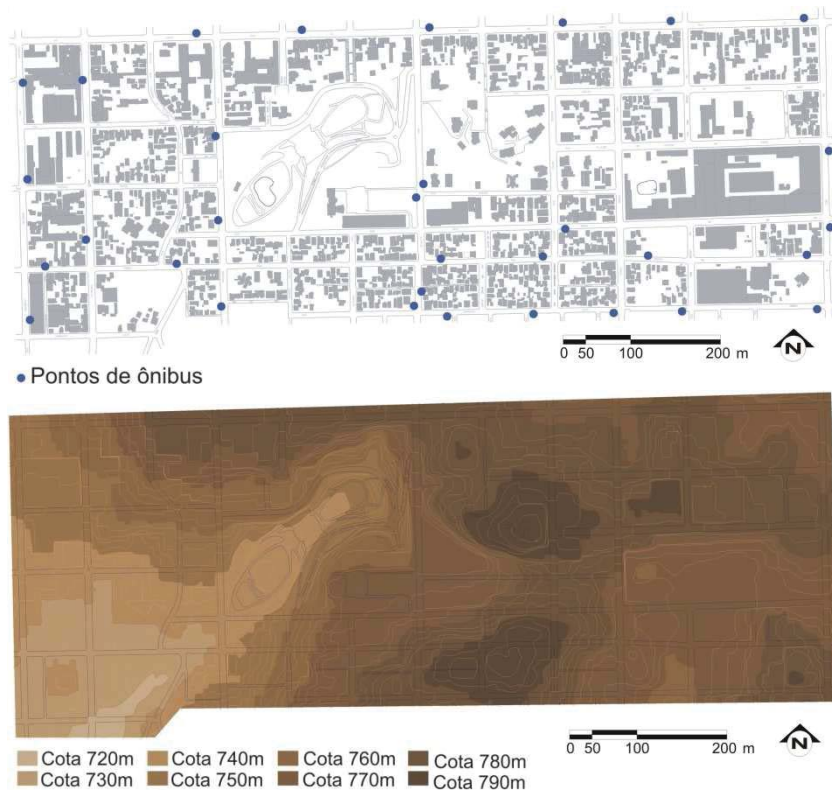 0 50 100 200 m
N
Pontos de ônibus
0 50 100 200 m
N
Cota 720m Cota 740m Cota 760m Cota 780m
Cota 730m Cota 750m Cota 770m Cota 790m